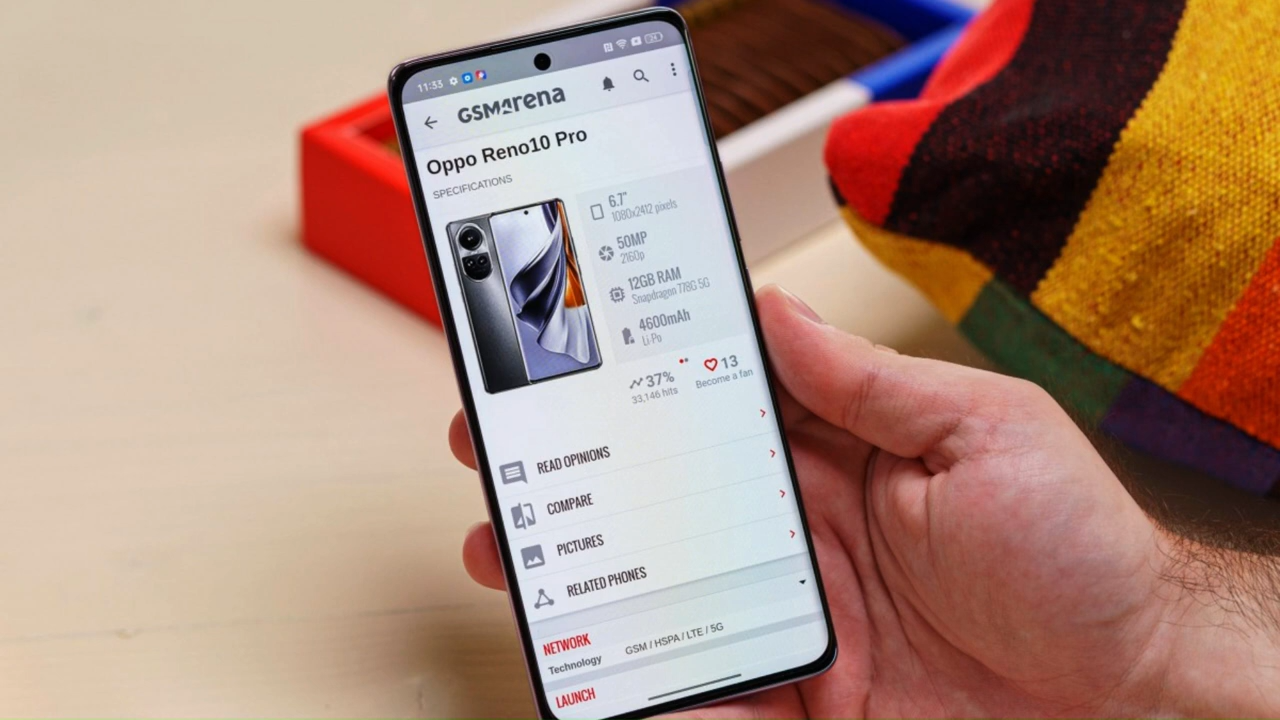 11:33
GSMArena
Oppo Reno10 Pro
SPECIFICATIONS
6.7"
1080x2412 pixels
50MP
2160p
12GB RAM
Snapdragon 778G 5G
4600mAh
Li-Po
37%
33,146 hits
13
Become a fan
READ OPINIONS
COMPARE
PICTURES
RELATED PHONES
NETWORK
Technology GSM / HSPA / LTE / 5G
LAUNCH